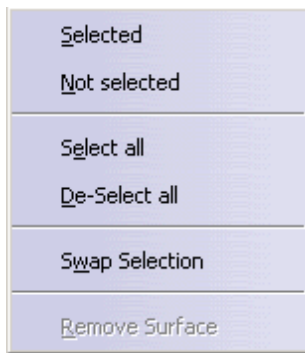 Selected
Not selected
Select all
De-Select all
Swap Selection
Remove Surface